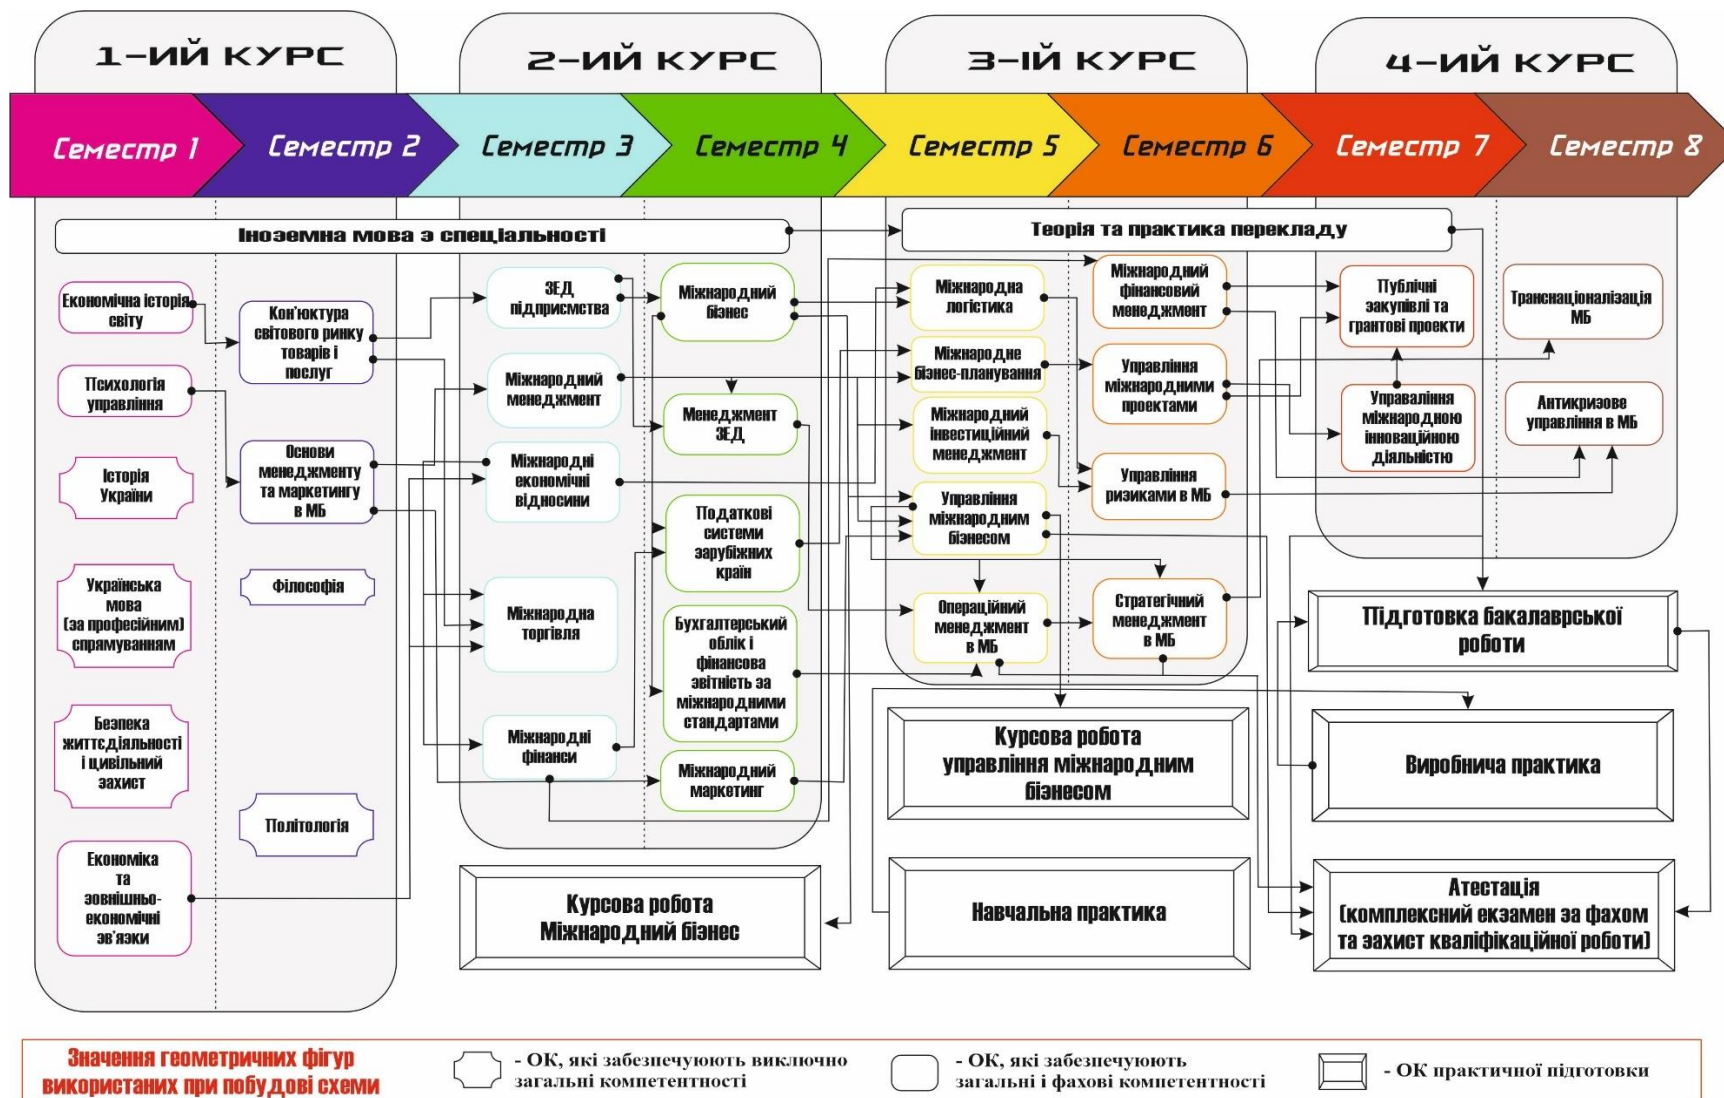 1-ИЙ КУРС
2-ИЙ КУРС
3-ІЙ КУРС
4-ИЙ КУРС
Семестр 1
Семестр 2
Семестр 3
Семестр 4
Семестр 5
Семестр 6
Семестр 7
Семестр 8
Іноземна мова з спеціальності
Теорія та практика перекладу
Економічна історія
світу
Психологія
управління
Історія
України
Українська
мова
(за професійним)
спрямуванням
Безпека
життєдіяльності
і цивільний
захист
Економіка
та
зовнішньо-
економічні
зв'язки
Кон'юктура
світового ринку
товарів і
послуг
Основи
менеджменту
та маркетингу
в МБ
Філософія
Політологія
ЗЕД
підприємства
Міжнародний
менеджмент
Міжнародні
економічні
відносини
Міжнародна
торгівля
Міжнародні
фінанси
Міжнародний
бізнес
Менеджмент
ЗЕД
Податкові
системи
зарубіжних
країн
Бухгалтерський
облік і
фінансова
звітність за
міжнародними
стандартами
Міжнародний
маркетинг
Курсова робота
Міжнародний бізнес
Міжнародна
логістика
Міжнародне
бізнес-планування
Міжнародний
інвестиційний
менеджмент
Управління
міжнародним
бізнесом
Операційний
менеджмент
в МБ
Міжнародний
фінансовий
менеджмент
Управління
міжнародними
проектами
Управління
ризиками в МБ
Стратегічний
менеджмент
в МБ
Курсова робота
управління міжнародним
бізнесом
Навчальна практика
Публічні
закупівлі та
грантові проекти
Управаління
міжнародною
інноваційною
діяльністю
Транснаціоналізація
МБ
Антикризове
управління в МБ
Підготовка бакалаврської
роботи
Виробнича практика
Атестація
(комплексний екзамен за фахом
та захист кваліфікаційної роботи)
Значення геометричних фігур
використаних при побудові схеми
- ОК, які забезпечуюють виключно
загальні компетентності
- ОК, які забезпечуюють
загальні і фахові компетентності
- ОК практичної підготовки